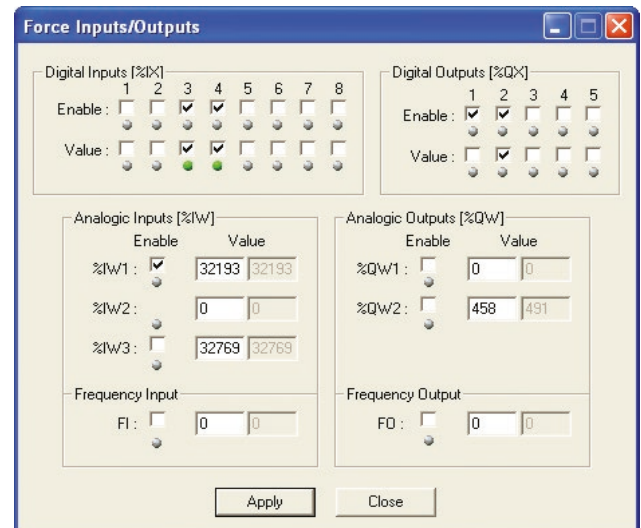 Force Inputs/Outputs
Digital Inputs [%IX]
1 2 3 4 5 6 7 8
Enable :
Value :
Digital Outputs [%QX]
1 2 3 4 5
Enable :
Value :
Analogic Inputs [%IW]
Enable Value
%IW1 : 32193 32193
%IW2 : 0 0
%IW3 : 32769 32769
Frequency Input
FI : 0 0
Analogic Outputs [%QW]
Enable Value
%QW1 : 0 0
%QW2 : 458 491
Frequency Output
FO : 0 0
Apply Close